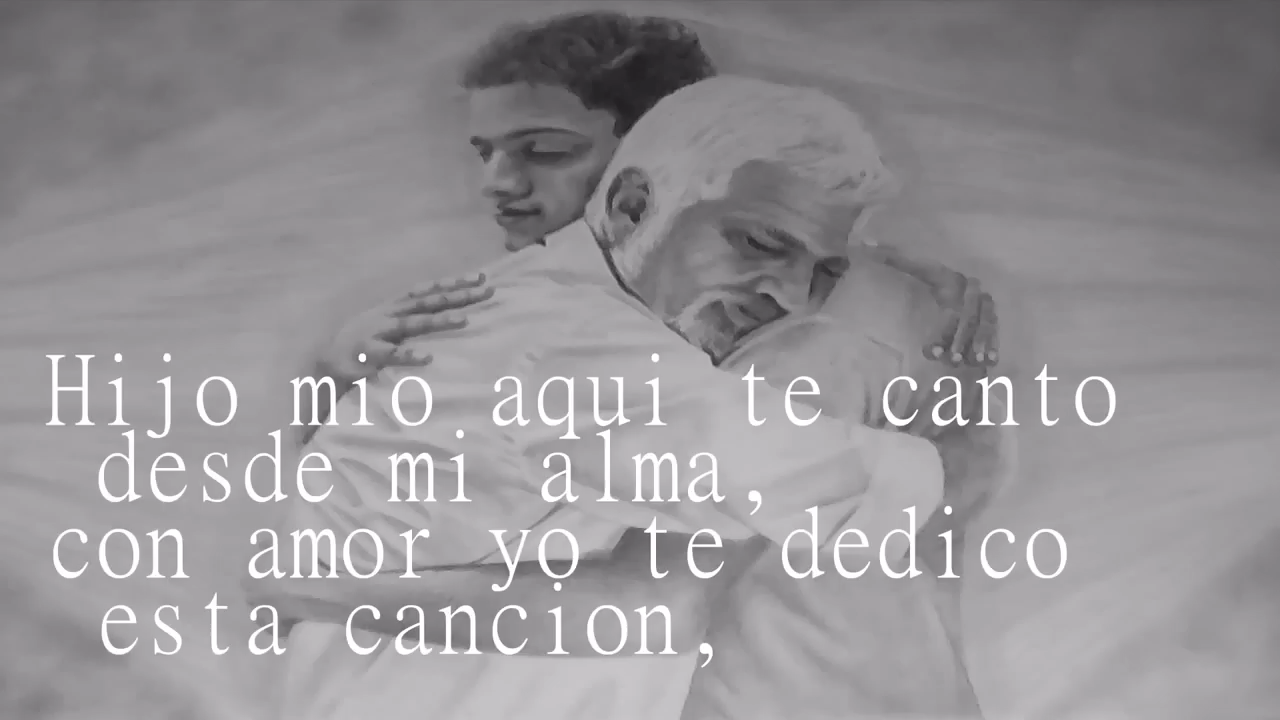 Hijo mio aqui te canto
desde mi alma,
con amor yo te dedico
esta cancion,